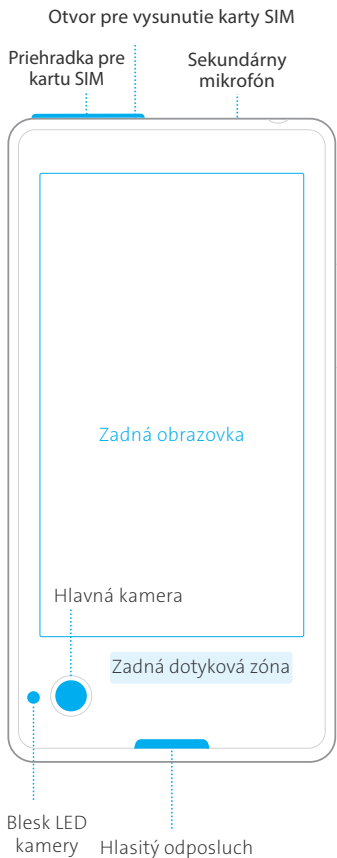 Otvor pre vysunutie karty SIM
Priehradka pre
kartu SIM
Sekundárny
mikrofón
Zadná obrazovka
Hlavná kamera
Zadná dotyková zóna
Blesk LED
kamery
Hlasitý odposluch